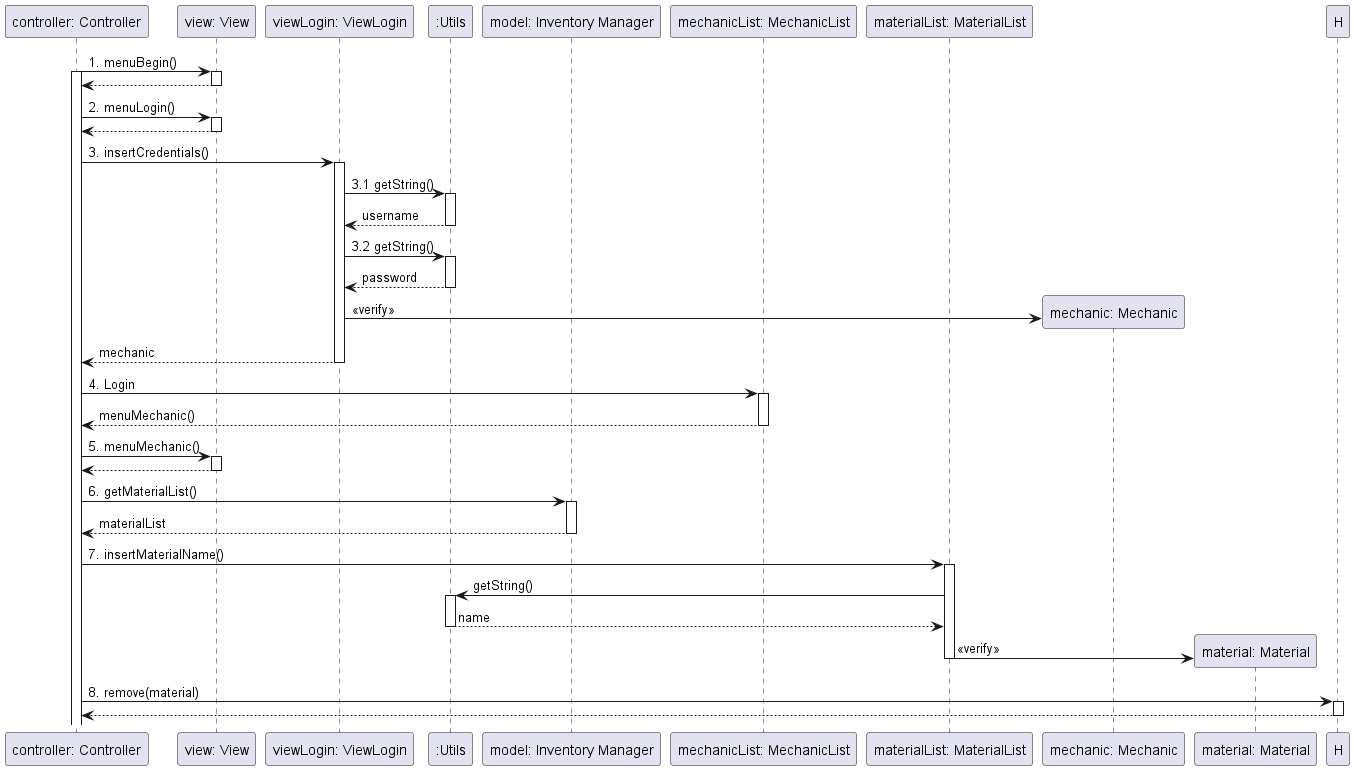 controller: Controller
view: View
viewLogin: ViewLogin
:Utils
model: Inventory Manager
mechanicList: MechanicList
materialList: MaterialList
H
1. menuBegin()
2. menuLogin()
3. insertCredentials()
3.1 getString()
username
3.2 getString()
password
«verify»
mechanic: Mechanic
mechanic
4. Login
menuMechanic()
5. menuMechanic()
6. getMaterialList()
materialList
7. insertMaterialName()
getString()
name
«verify»
material: Material
8. remove(material)
controller: Controller
view: View
viewLogin: ViewLogin
:Utils
model: Inventory Manager
mechanicList: MechanicList
materialList: MaterialList
mechanic: Mechanic
material: Material
H